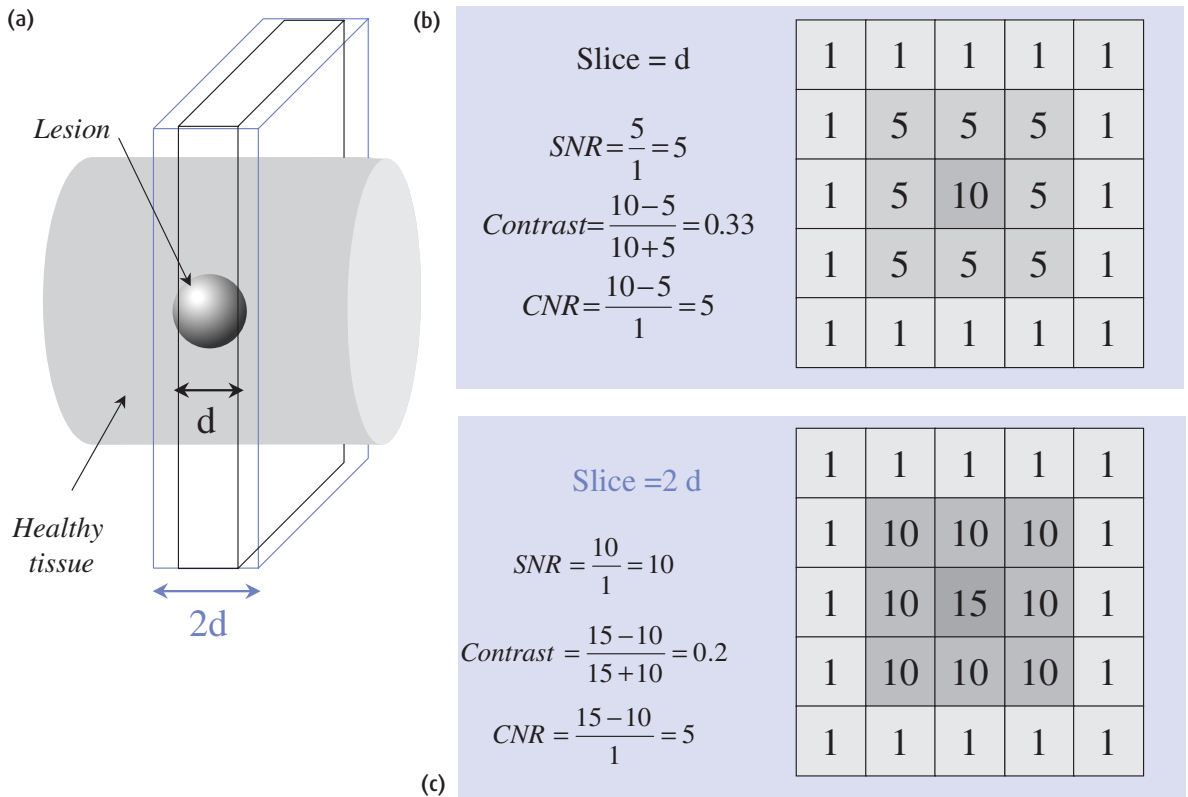 (a)
Lesion
d
Healthy
tissue
2d
(b)
Slice = d
SNR = 5/1 = 5
Contrast = 10−5/10+5 = 0.33
CNR = 10−5/1 = 5
1 1 1 1 1
1 5 5 5 1
1 5 10 5 1
1 5 5 5 1
1 1 1 1 1
Slice =2 d
SNR = 10/1 = 10
Contrast = 15−10/15+10 = 0.2
CNR = 15−10/1 = 5
1 1 1 1 1
1 10 10 10 1
1 10 15 10 1
1 10 10 10 1
1 1 1 1 1
(c)